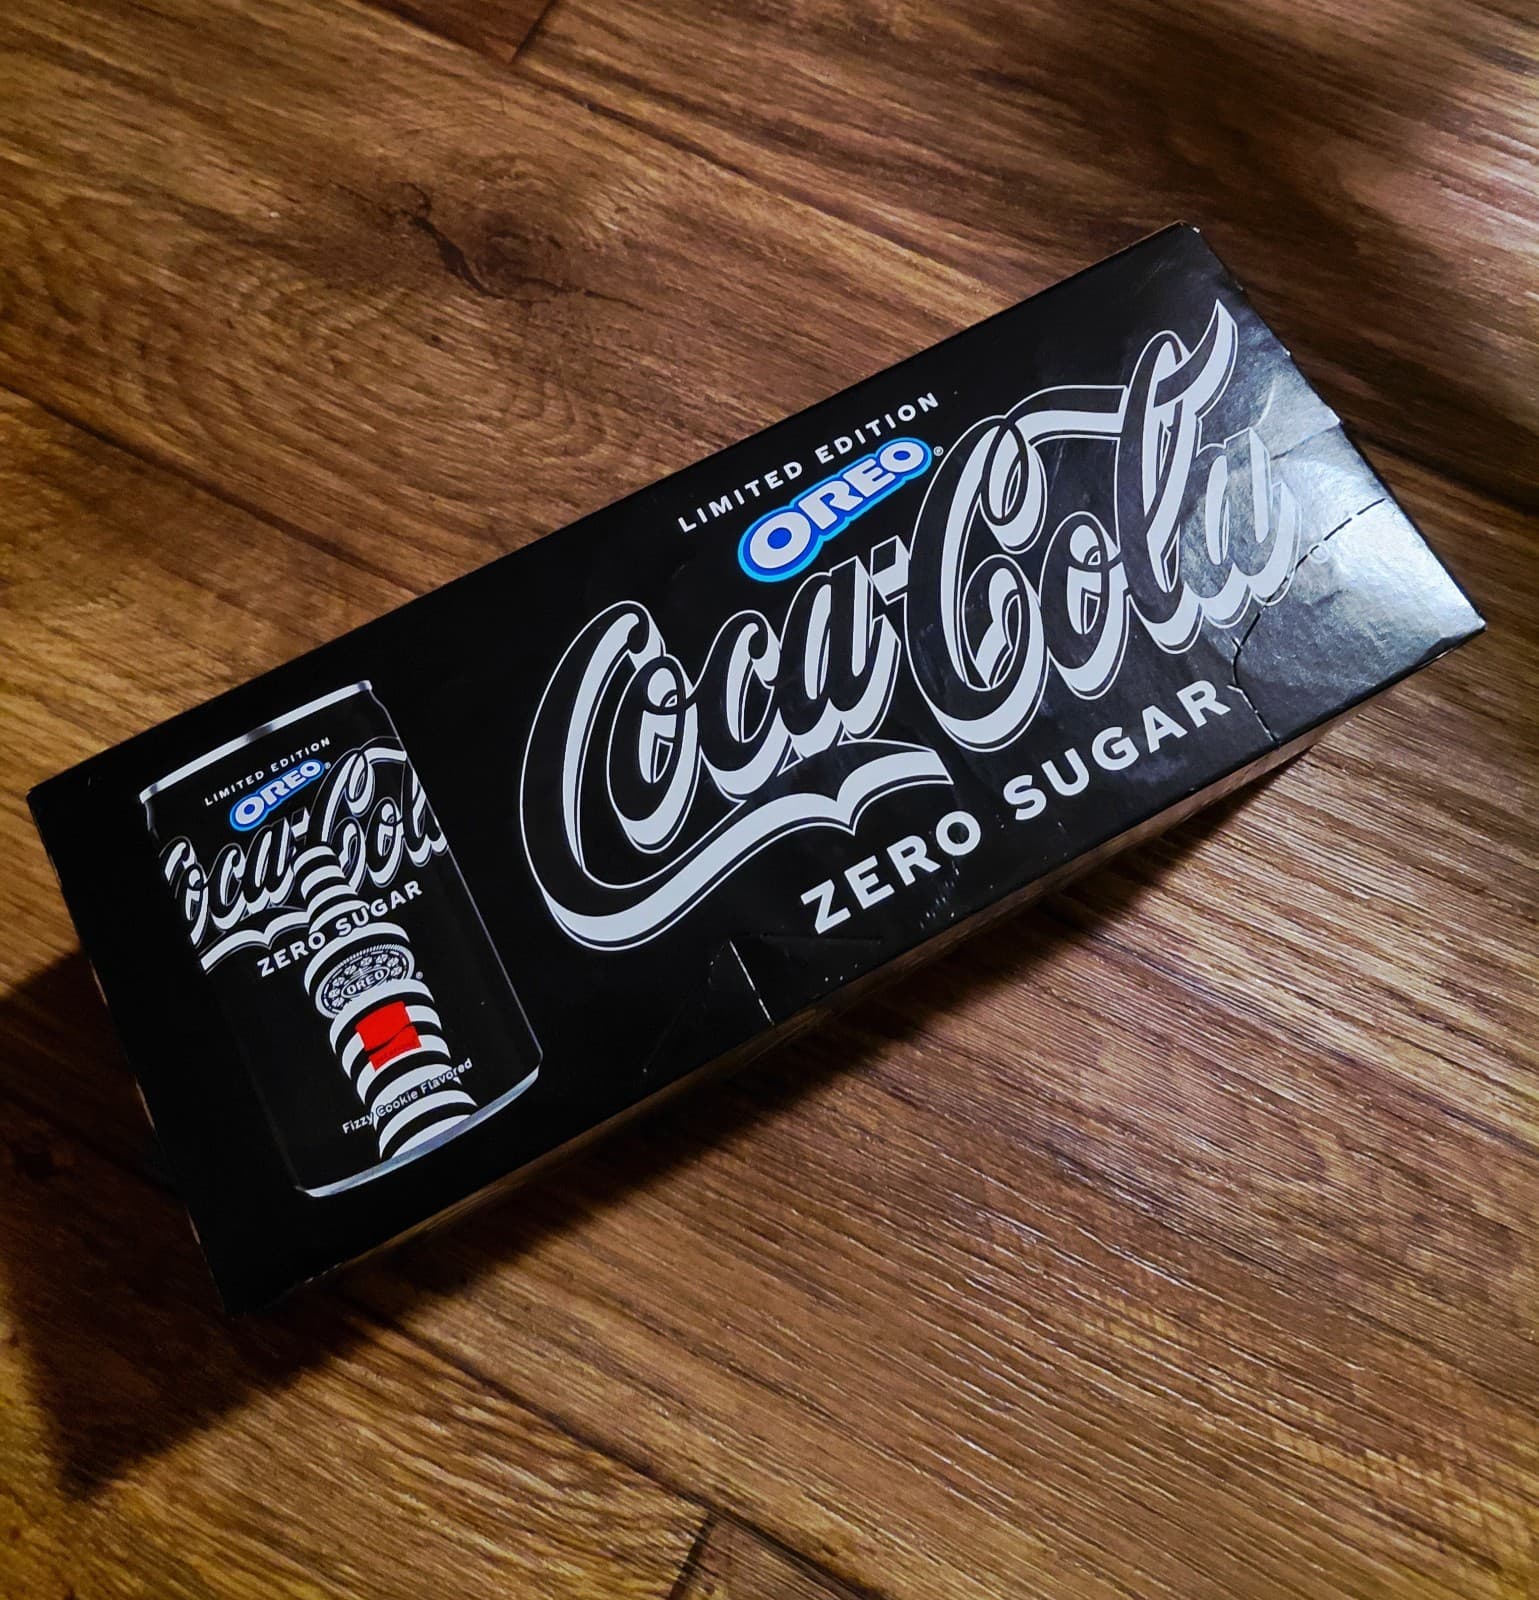 LIMITED EDITION
OREO®
Coca-Cola®
ZERO SUGAR
LIMITED EDITION
OREO®
Coca-Cola
ZERO SUGAR
OREO®
Fizzy Cookie Flavored